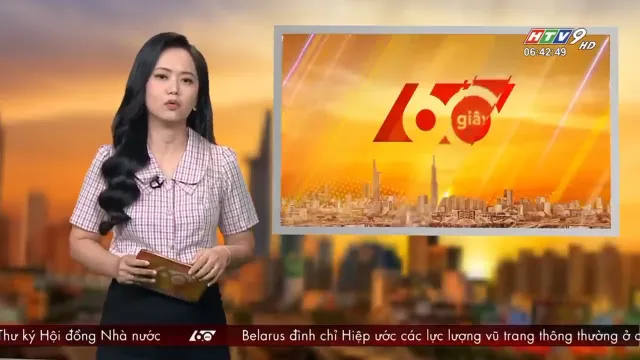 HTV9 HD
06:42:49
60 giây
Thư ký Hội đồng Nhà nước 60 Belarus đình chỉ Hiệp ước các lực lượng vũ trang thông thường ở